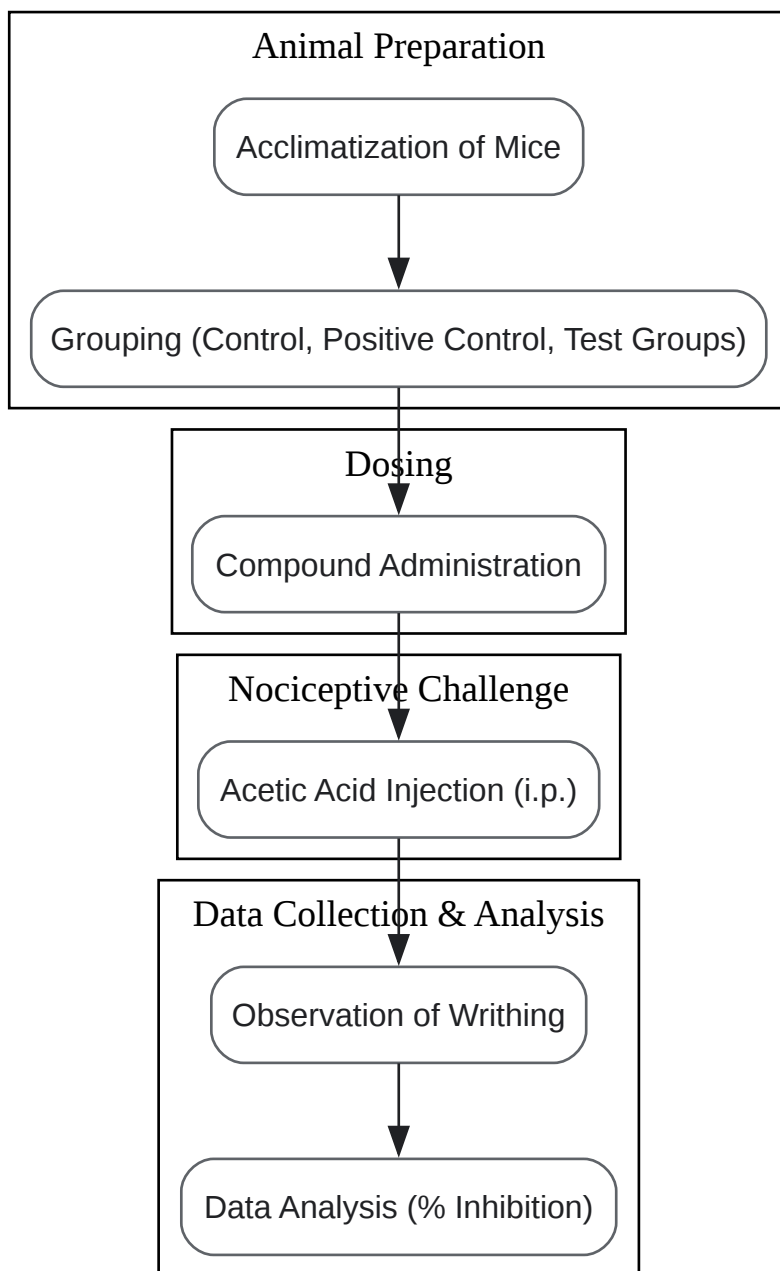 Animal Preparation
Acclimatization of Mice
Grouping (Control, Positive Control, Test Groups)
Dosing
Compound Administration
Nociceptive Challenge
Acetic Acid Injection (i.p.)
Data Collection & Analysis
Observation of Writhing
Data Analysis (% Inhibition)